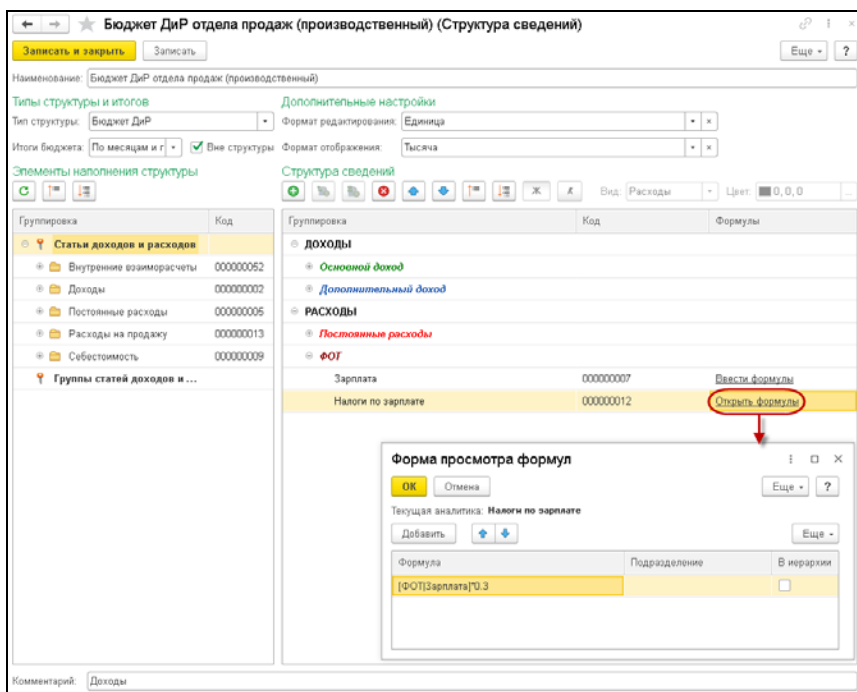 Бюджет ДиР отдела продаж (производственный) (Структура сведений)
Записать и закрыть Записать Еще ?
Наименование: Бюджет ДиР отдела продаж (производственный)
Типы структуры и итогов Дополнительные настройки
Тип структуры: Бюджет ДиР Формат редактирования: Единица
Итоги бюджета: По месяцам и г Вне структуры Формат отображения: Тысяча
Элементы наполнения структуры Структура сведений
Ж К Вид: Расходы Цвет: 0, 0, 0 ...
Группировка Код Группировка Код Формулы
Статьи доходов и расходов ДОХОДЫ
Внутренние взаиморасчеты 000000052 Основной доход
Доходы 000000002 Дополнительный доход
Постоянные расходы 000000005 РАСХОДЫ
Расходы на продажу 000000013 Постоянные расходы
Себестоимость 000000009 ФОТ
Группы статей доходов и ... Зарплата 000000007 Ввести формулы
Налоги по зарплате 000000012 Открыть формулы
Форма просмотра формул
ОК Отмена Еще ?
Текущая аналитика: Налоги по зарплате
Добавить Еще
Формула Подразделение В иерархии
[ФОТ|Зарплата]*0.3
Комментарий: Доходы